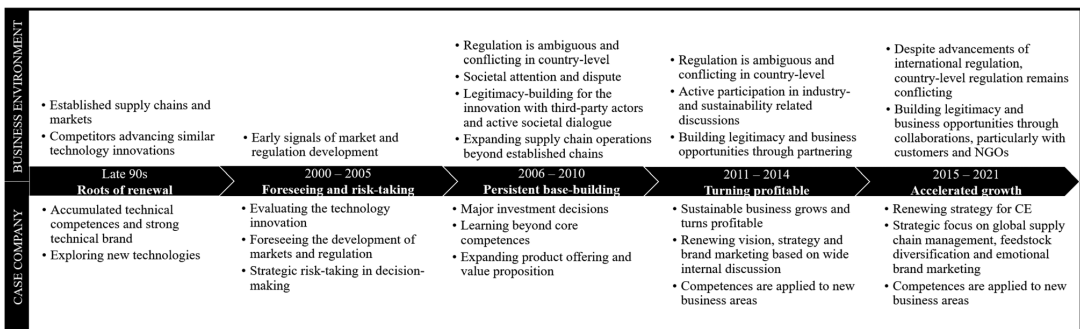 BUSINESS ENVIRONMENT
• Established supply chains and
markets
• Competitors advancing similar
technology innovations
• Early signals of market and
regulation development
• Regulation is ambiguous and
conflicting in country-level
• Societal attention and dispute
• Legitimacy-building for the
innovation with third-party actors
and active societal dialogue
• Expanding supply chain operations
beyond established chains
• Regulation is ambiguous and
conflicting in country-level
• Active participation in industry-
and sustainability related
discussions
• Building legitimacy and business
opportunities through partnering
• Despite advancements of
international regulation,
country-level regulation remains
conflicting
• Building legitimacy and
business opportunities through
collaborations, particularly with
customers and NGOs
Late 90s
Roots of renewal
2000 – 2005
Foreseeing and risk-taking
2006 – 2010
Persistent base-building
2011 – 2014
Turning profitable
2015 – 2021
Accelerated growth
CASE COMPANY
• Accumulated technical
competences and strong
technical brand
• Exploring new technologies
• Evaluating the technology
innovation
• Foreseeing the development of
markets and regulation
• Strategic risk-taking in decision-
making
• Major investment decisions
• Learning beyond core
competences
• Expanding product offering and
value proposition
• Sustainable business grows and
turns profitable
• Renewing vision, strategy and
brand marketing based on wide
internal discussion
• Competences are applied to new
business areas
• Renewing strategy for CE
• Strategic focus on global supply
chain management, feedstock
diversification and emotional
brand marketing
• Competences are applied to new
business areas